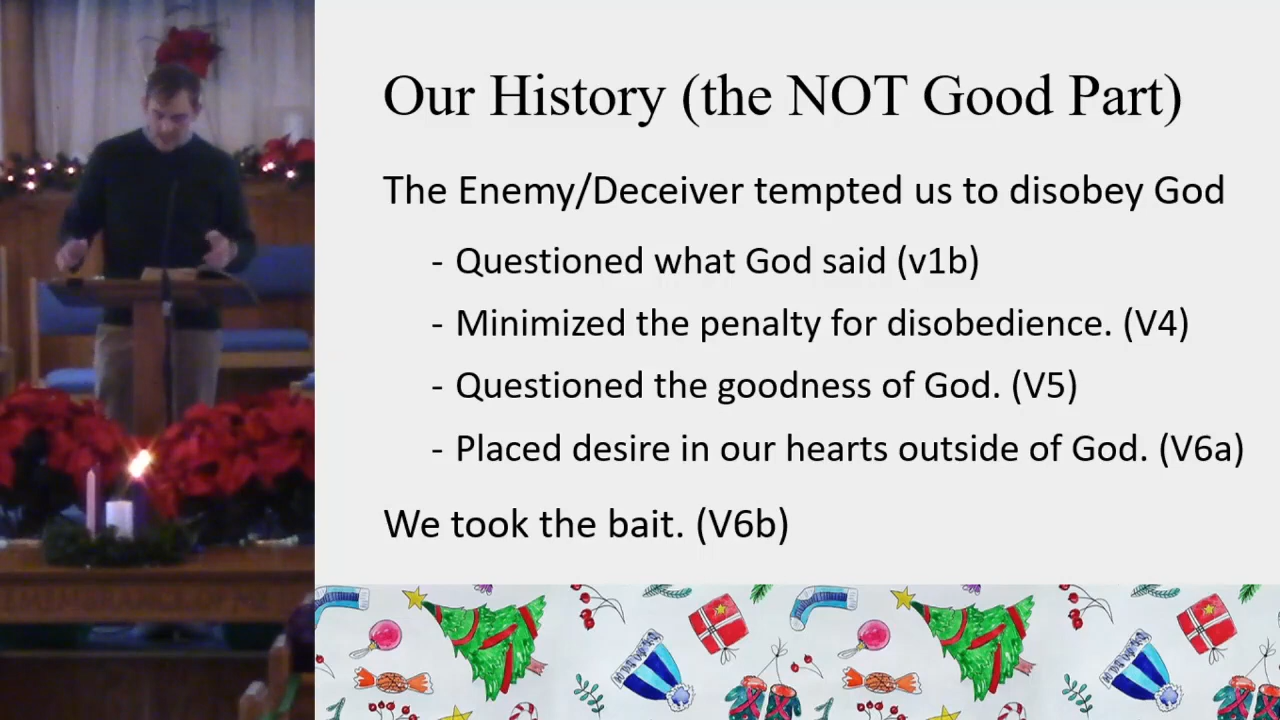 Our History (the NOT Good Part)
The Enemy/Deceiver tempted us to disobey God
- Questioned what God said (v1b)
- Minimized the penalty for disobedience. (V4)
- Questioned the goodness of God. (V5)
- Placed desire in our hearts outside of God. (V6a)
We took the bait. (V6b)